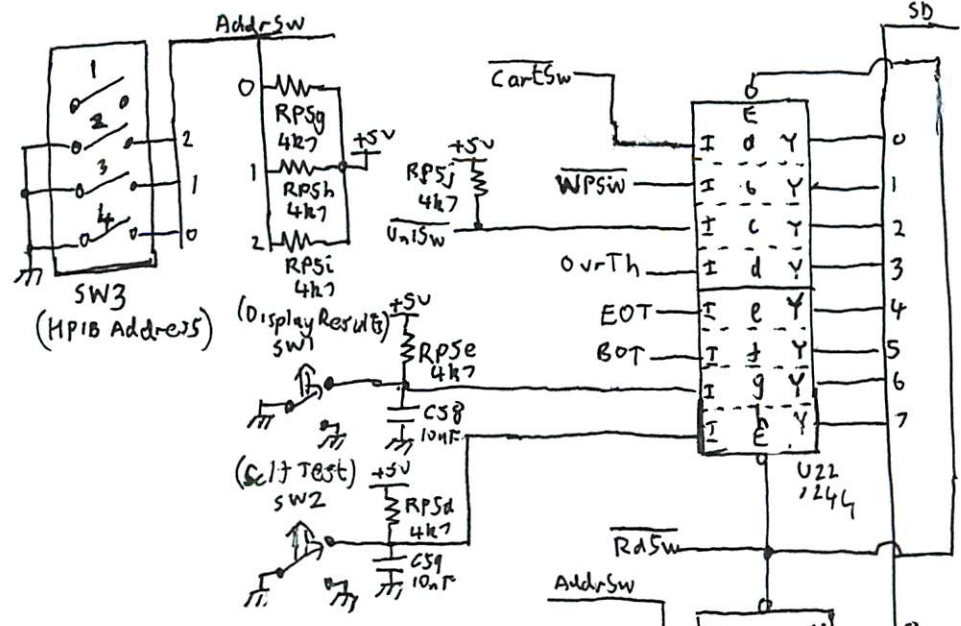 AddrSw
SD
1
2
3
4
2
1
0
SW3
(HPIB Address)
0
RP5g
4k7
1
RP5h
4k7
+5V
2
RP5i
4k7
CartSw
WPSw
+5V
RP5j
4k7
UnlSw
OvrTh
EOT
BOT
E
I a Y 0
I b Y 1
I c Y 2
I d Y 3
I e Y 4
I f Y 5
I g Y 6
I h Y 7
E
U22
'244
(Display Results)
SW1
+5V
RP5e
4k7
C58
10nF
(Self Test)
SW2
+5V
RP5d
4k7
C59
10nF
RdSw
AddrSw